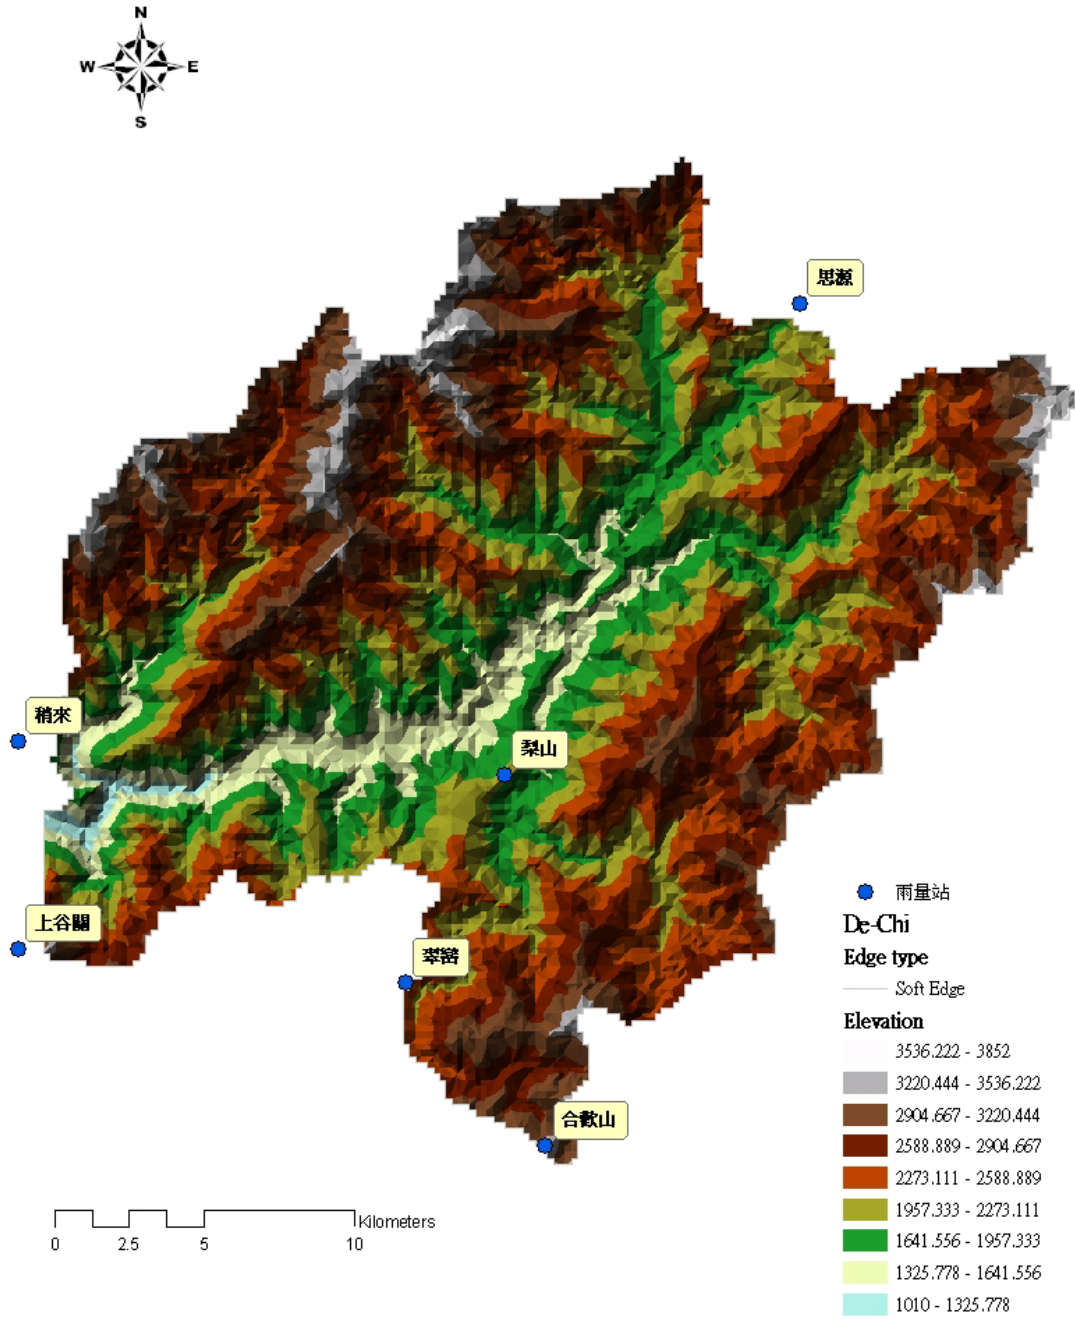 N
W E
S
思源
稍來
梨山
上谷關
翠巒
合歡山
雨量站
De-Chi
Edge type
Soft Edge
Elevation
3536.222 - 3852
3220.444 - 3536.222
2904.667 - 3220.444
2588.889 - 2904.667
2273.111 - 2588.889
1957.333 - 2273.111
1641.556 - 1957.333
1325.778 - 1641.556
1010 - 1325.778
Kilometers
0 2.5 5 10